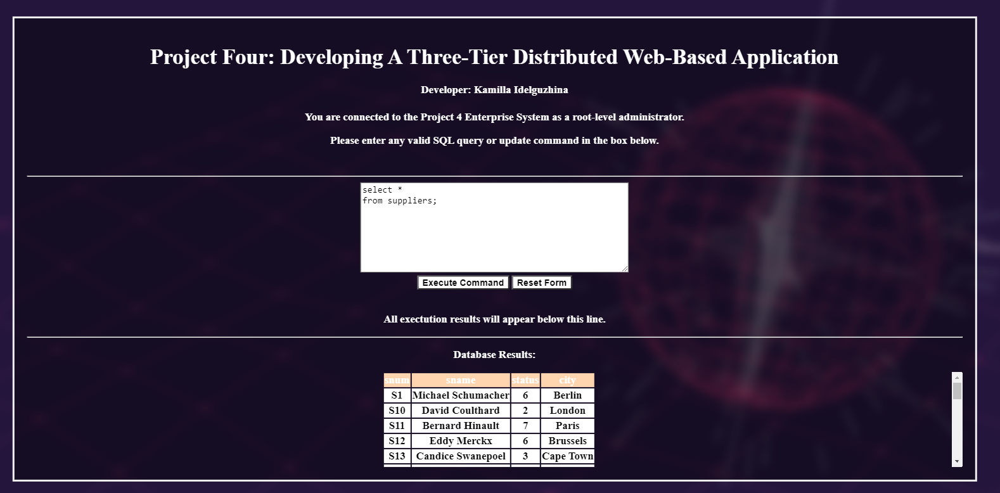 Project Four: Developing A Three-Tier Distributed Web-Based Application
Developer: Kamilla Idelguzhina
You are connected to the Project 4 Enterprise System as a root-level administrator.
Please enter any valid SQL query or update command in the box below.
select *
from suppliers;
Execute Command Reset Form
All exectution results will appear below this line.
Database Results:
snum sname status city
S1 Michael Schumacher 6 Berlin
S10 David Coulthard 2 London
S11 Bernard Hinault 7 Paris
S12 Eddy Merckx 6 Brussels
S13 Candice Swanepoel 3 Cape Town